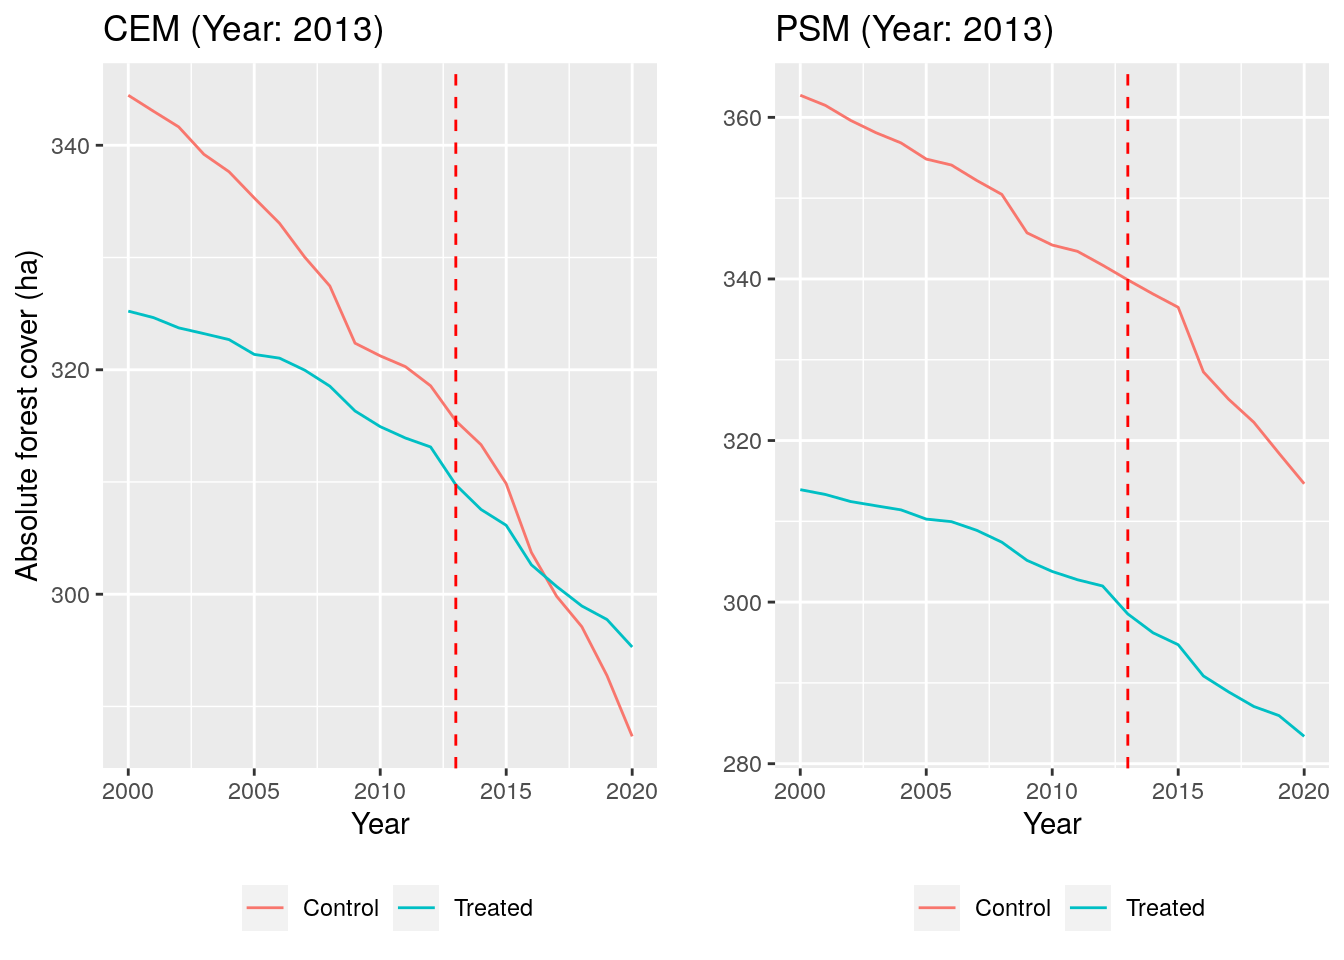 CEM (Year: 2013)
Absolute forest cover (ha)
340
320
300
2000 2005 2010 2015 2020
Year
Control Treated
PSM (Year: 2013)
360
340
320
300
280
2000 2005 2010 2015 2020
Year
Control Treated